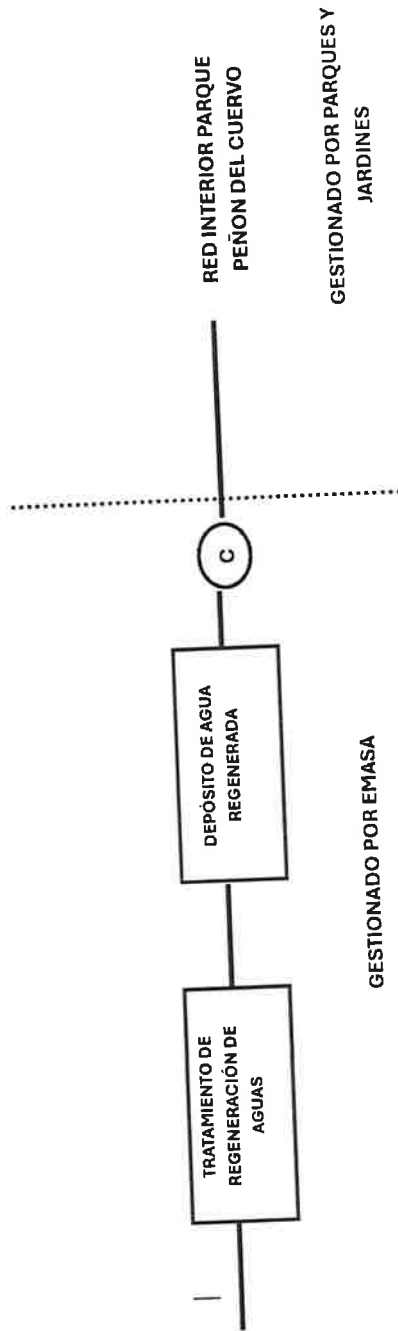 TRATAMIENTO DE
REGENERACIÓN DE
AGUAS
DEPÓSITO DE AGUA
REGENERADA
C
RED INTERIOR PARQUE
PEÑON DEL CUERVO
GESTIONADO POR EMASA
GESTIONADO POR PARQUES Y
JARDINES